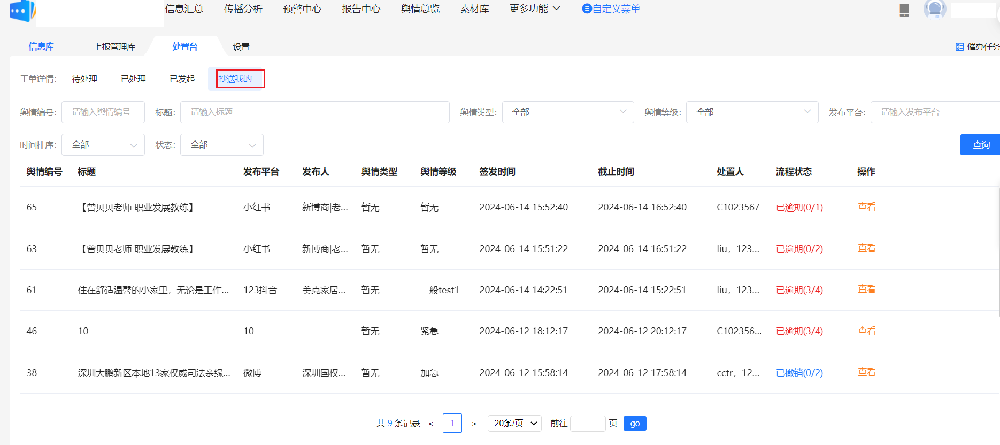 信息汇总 传播分析 预警中心 报告中心 舆情总览 素材库 更多功能 自定义菜单
信息库 上报管理库 处置台 设置 催办任务
工单详情: 待处理 已处理 已发起 抄送我的
舆情编号: 请输入舆情编号 标题: 请输入标题 舆情类型: 全部 舆情等级: 全部 发布平台: 请输入发布平台
时间排序: 全部 状态: 全部 查询
舆情编号 标题 发布平台 发布人 舆情类型 舆情等级 签发时间 截止时间 处置人 流程状态 操作
65 【曾贝贝老师 职业发展教练】 小红书 新博商|老... 暂无 暂无 2024-06-14 15:52:40 2024-06-14 16:52:40 C1023567 已逾期(0/1) 查看
63 【曾贝贝老师 职业发展教练】 小红书 新博商|老... 暂无 暂无 2024-06-14 15:51:22 2024-06-14 16:51:22 liu，123... 已逾期(0/2) 查看
61 住在舒适温馨的小家里，无论是工作... 123抖音 美克家居... 暂无 一般test1 2024-06-14 14:22:51 2024-06-14 15:22:51 liu，123... 已逾期(3/4) 查看
46 10 10 暂无 紧急 2024-06-12 18:12:17 2024-06-12 20:12:17 C102356... 已逾期(3/4) 查看
38 深圳大鹏新区本地13家权威司法亲缘... 微博 深圳国权... 暂无 加急 2024-06-12 15:58:14 2024-06-12 17:58:14 cctr，12... 已撤销(0/2) 查看
共 9 条记录 < 1 > 20条/页 前往 页 go